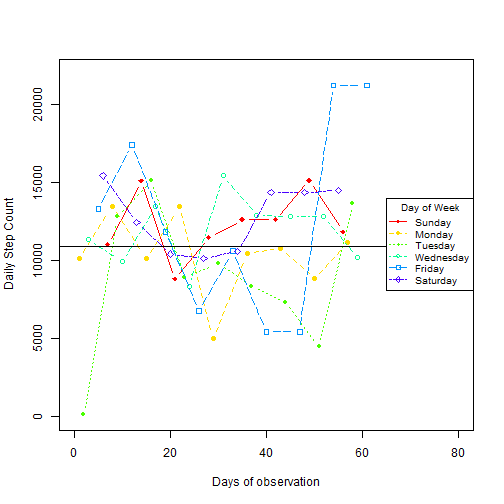 20000
15000
10000
5000
0
Daily Step Count
Day of Week
Sunday
Monday
Tuesday
Wednesday
Friday
Saturday
0 20 40 60 80
Days of observation